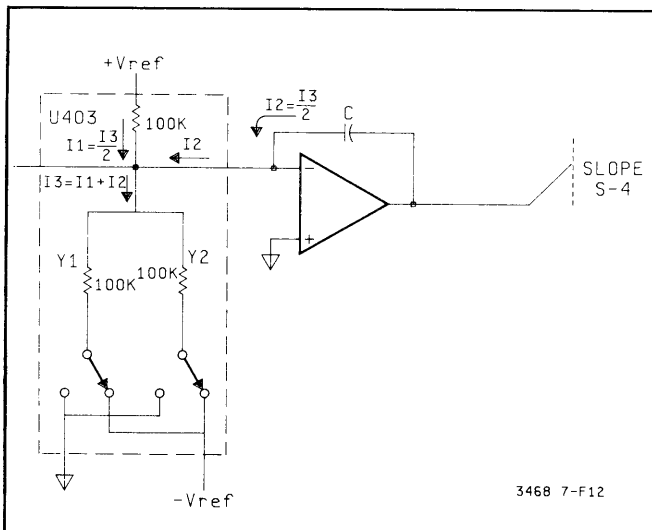 +Vref
U403
100K
I1=I3/2
I2
I2=I3/2
C
I3=I1+I2
−
+
SLOPE
S-4
Y1
100K
100K
Y2
-Vref
3468 7-F12